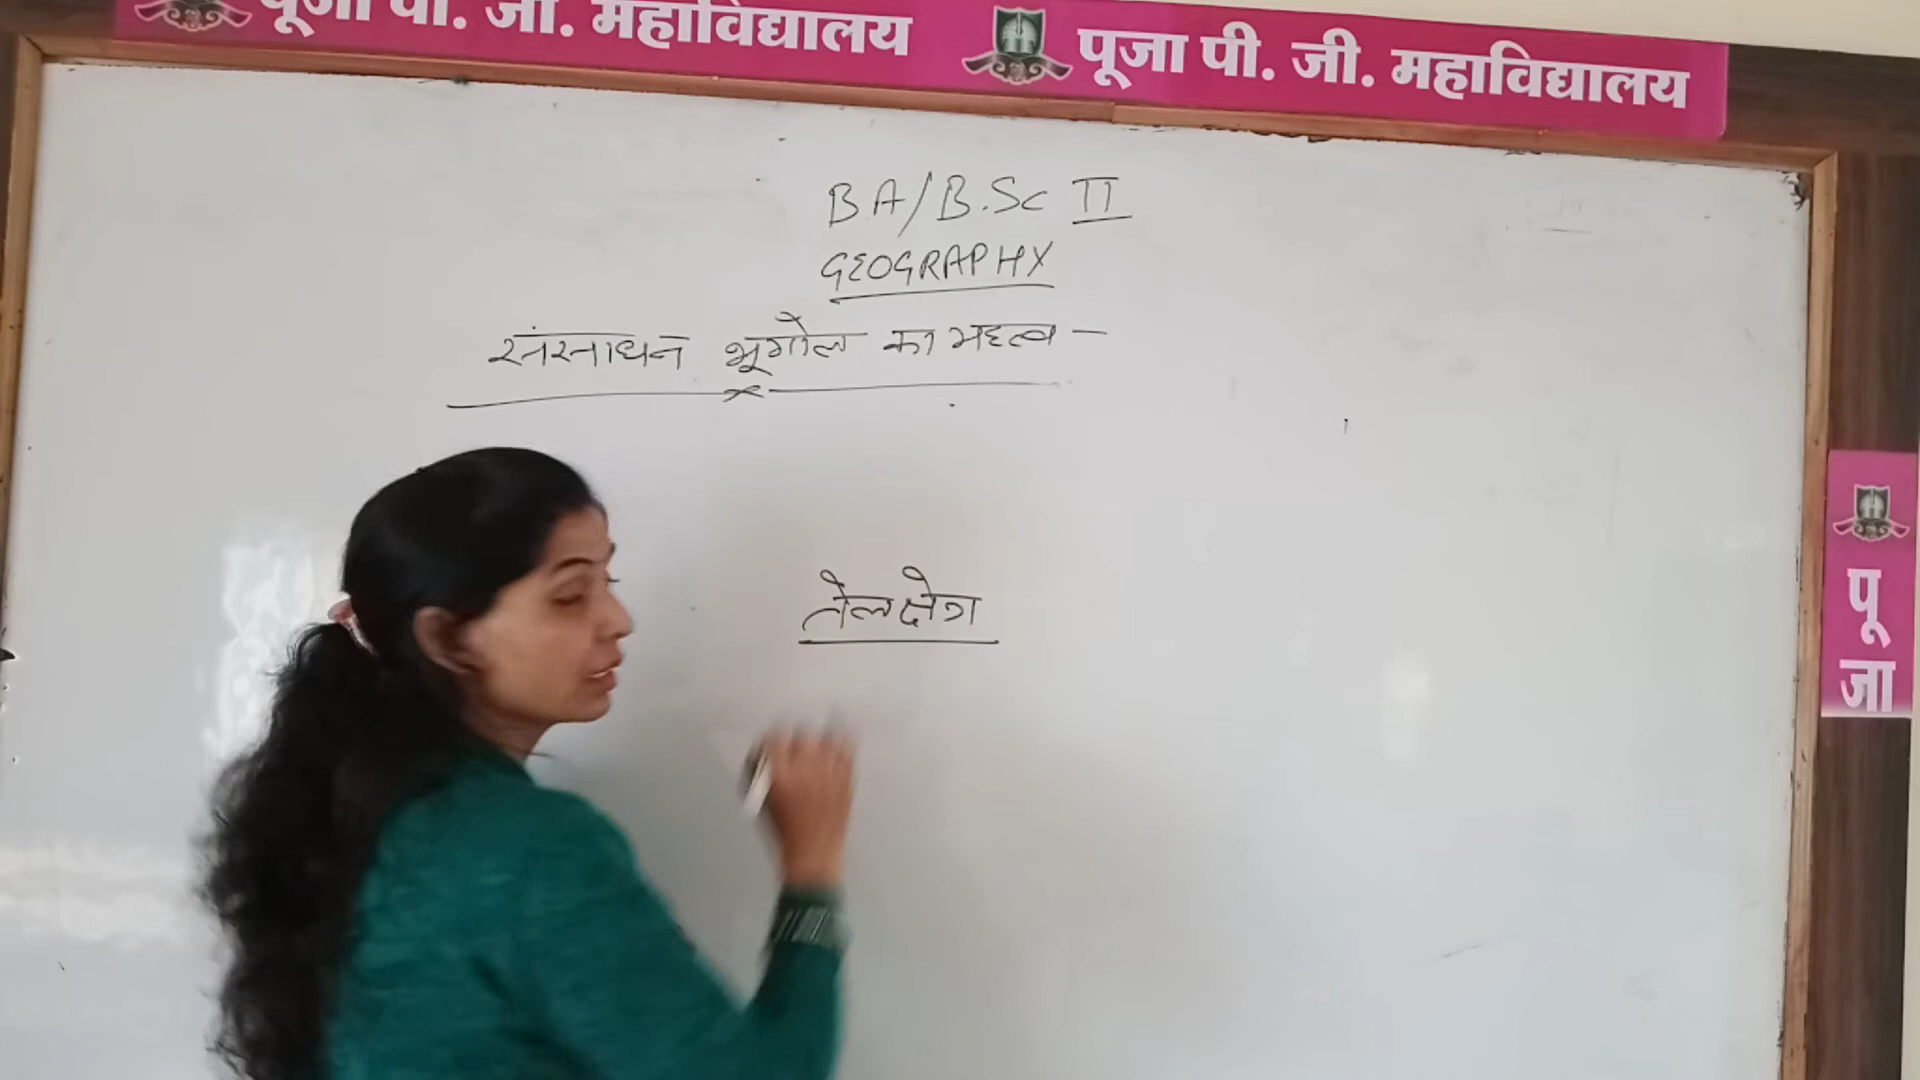 पूजा पी. जी. महाविद्यालय
पूजा पी. जी. महाविद्यालय
BA/B.Sc II
GEOGRAPHY
संसाधन भूगोल का महत्व –
तेल क्षेत्र
पू
जा